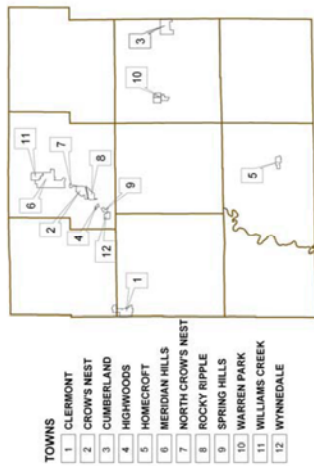 TOWNS
1 CLERMONT
2 CROW'S NEST
3 CUMBERLAND
4 HIGHWOODS
5 HOMECROFT
6 MERIDIAN HILLS
7 NORTH CROW'S NEST
8 ROCKY RIPPLE
9 SPRING HILLS
10 WARREN PARK
11 WILLIAMS CREEK
12 WYNNEDALE
11
6
7
2
8
4
9
12
1
3
10
5